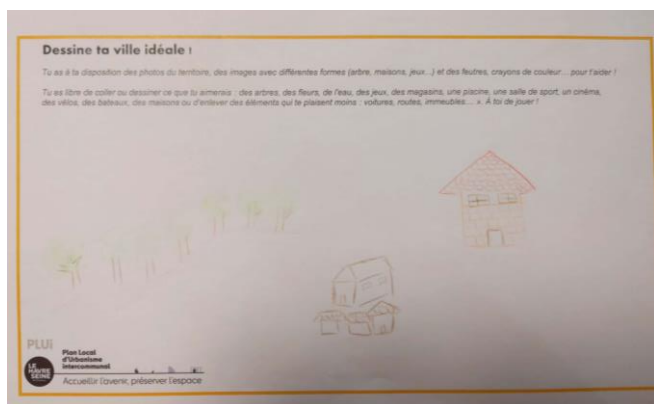 Dessine ta ville idéale !
Tu as à ta disposition des photos du territoire, des images avec différentes formes (arbre, maisons, jeux...) et des feutres, crayons de couleur... pour t'aider !
Tu es libre de coller ou dessiner ce que tu aimerais : des arbres, des fleurs, de l'eau, des jeux, des magasins, une piscine, une salle de sport, un cinéma,
des vélos, des bateaux, des maisons ou d'enlever des éléments qui te plaisent moins : voitures, routes, immeubles.... ». À toi de jouer !
PLUi
Plan Local
d'Urbanisme
intercommunal
LE
HAVRE
SEINE
Accueillir l'avenir, préserver l'espace